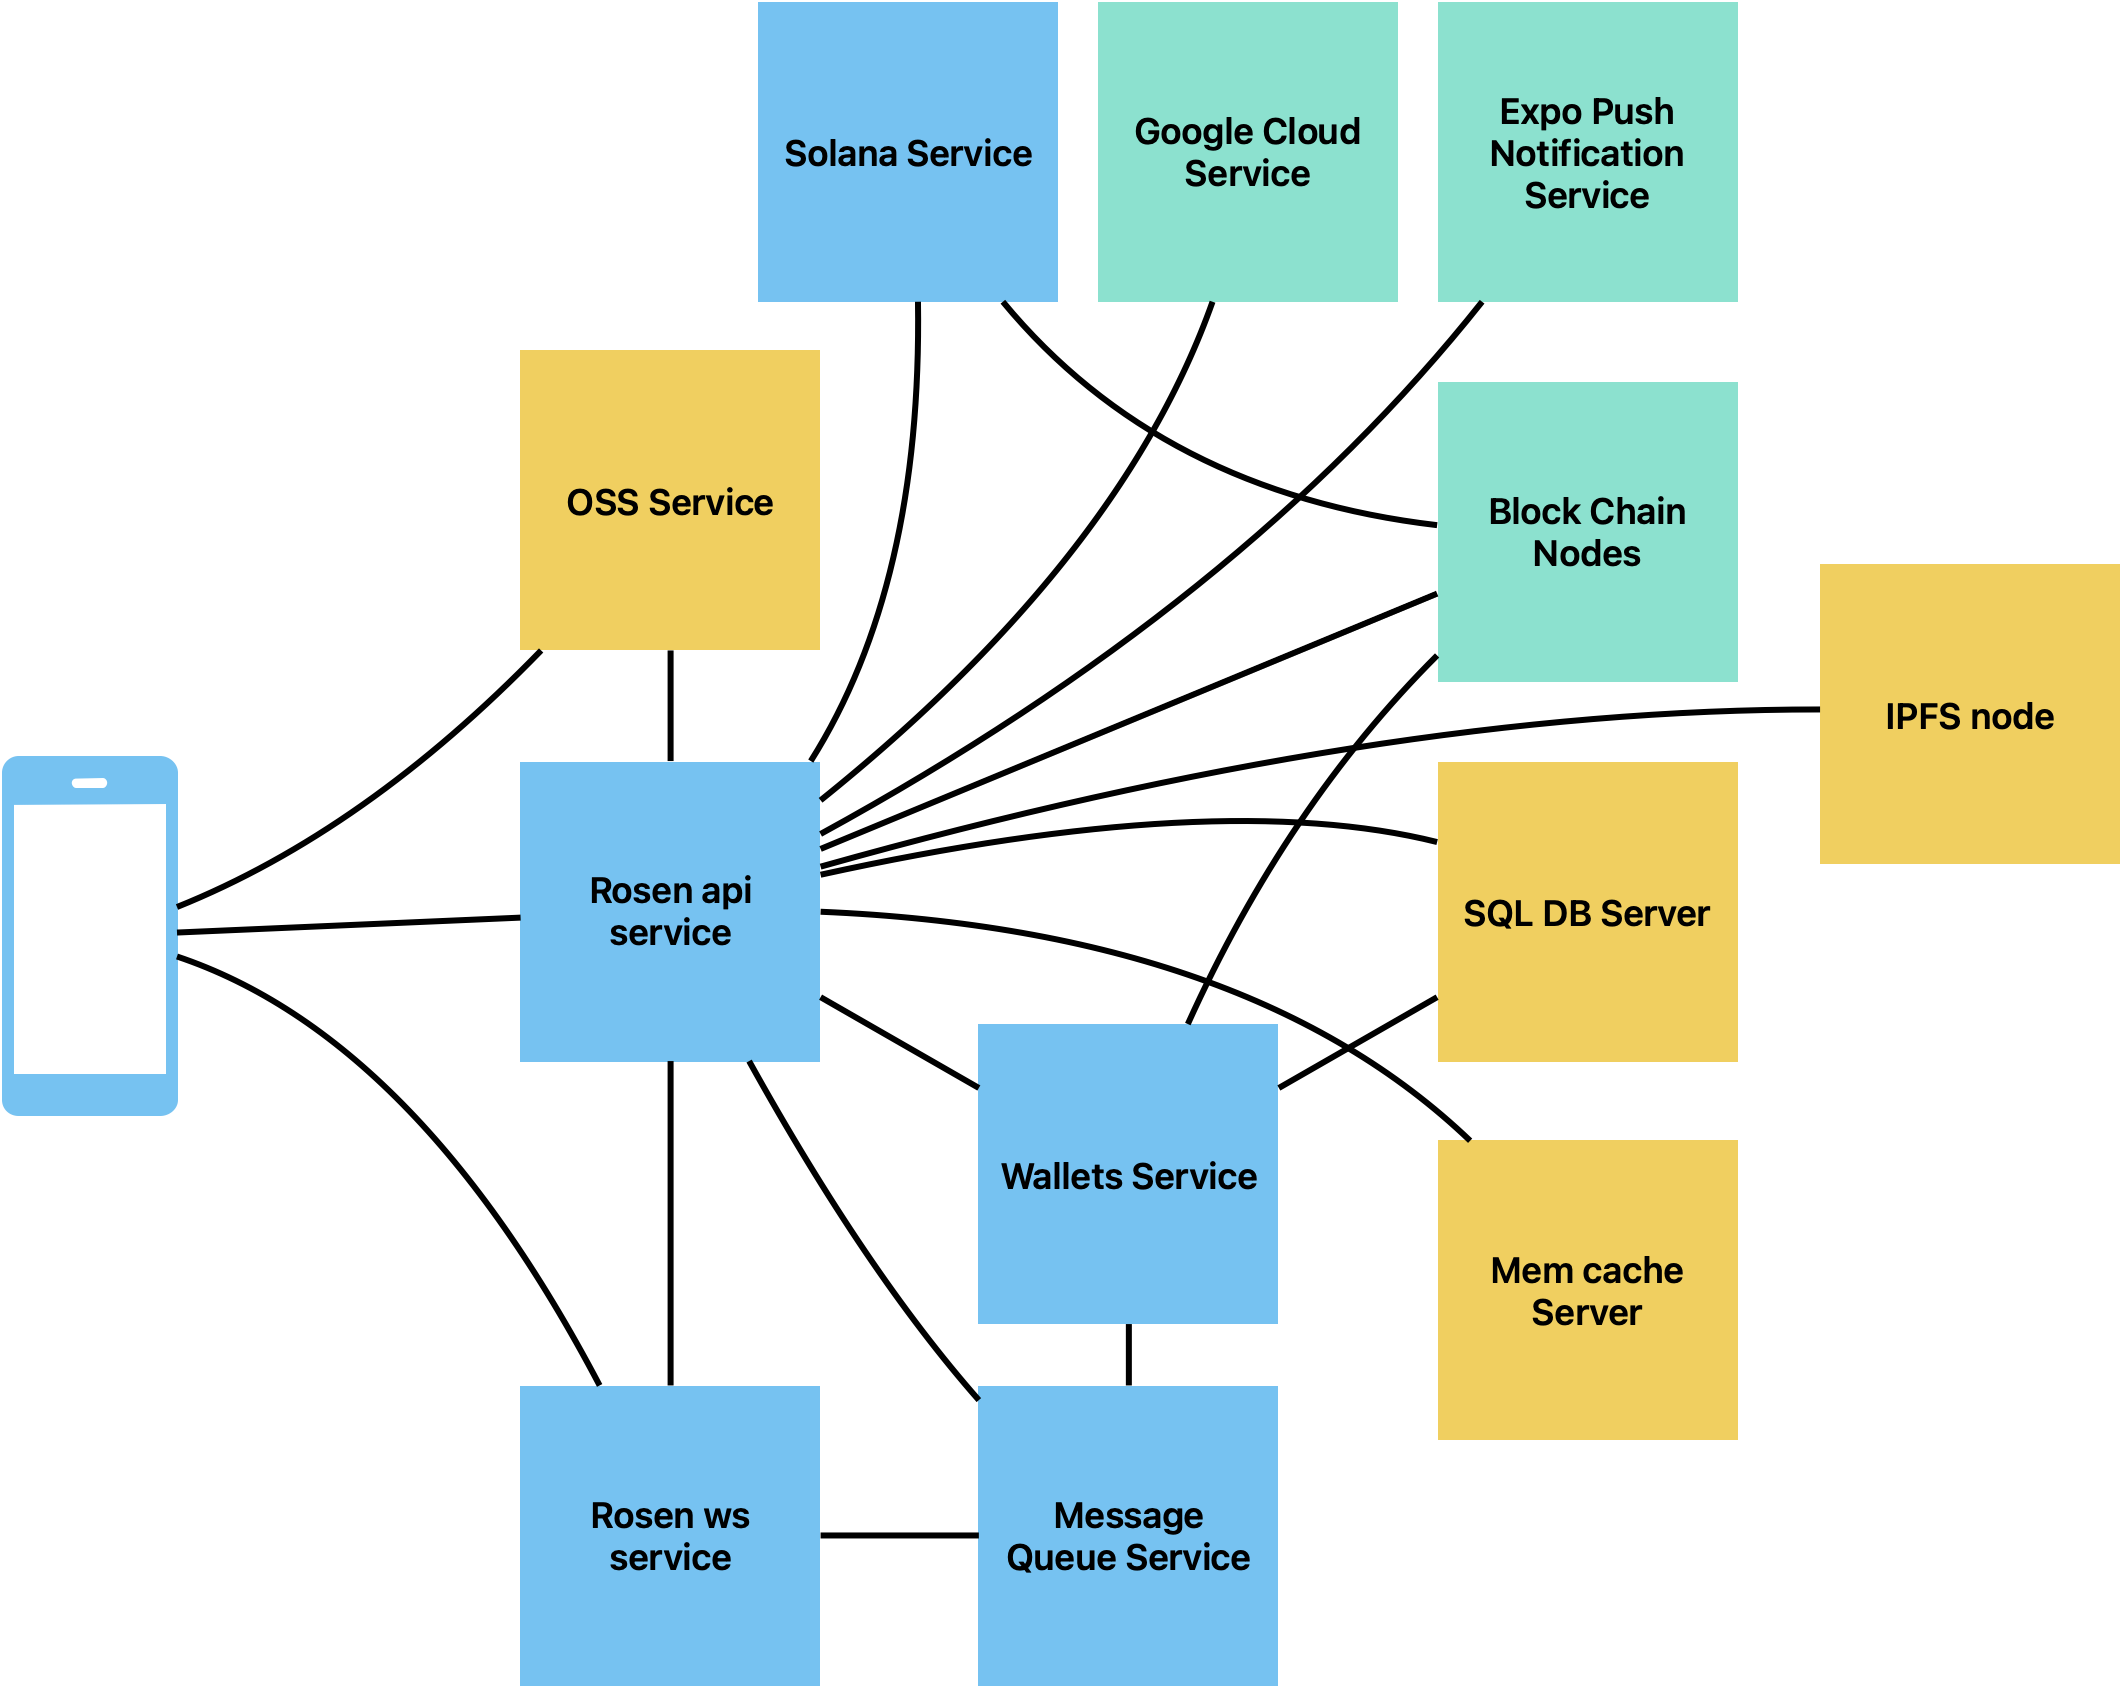 Solana Service
Google Cloud
Service
Expo Push
Notification
Service
OSS Service
Block Chain
Nodes
IPFS node
Rosen api
service
SQL DB Server
Wallets Service
Mem cache
Server
Rosen ws
service
Message
Queue Service